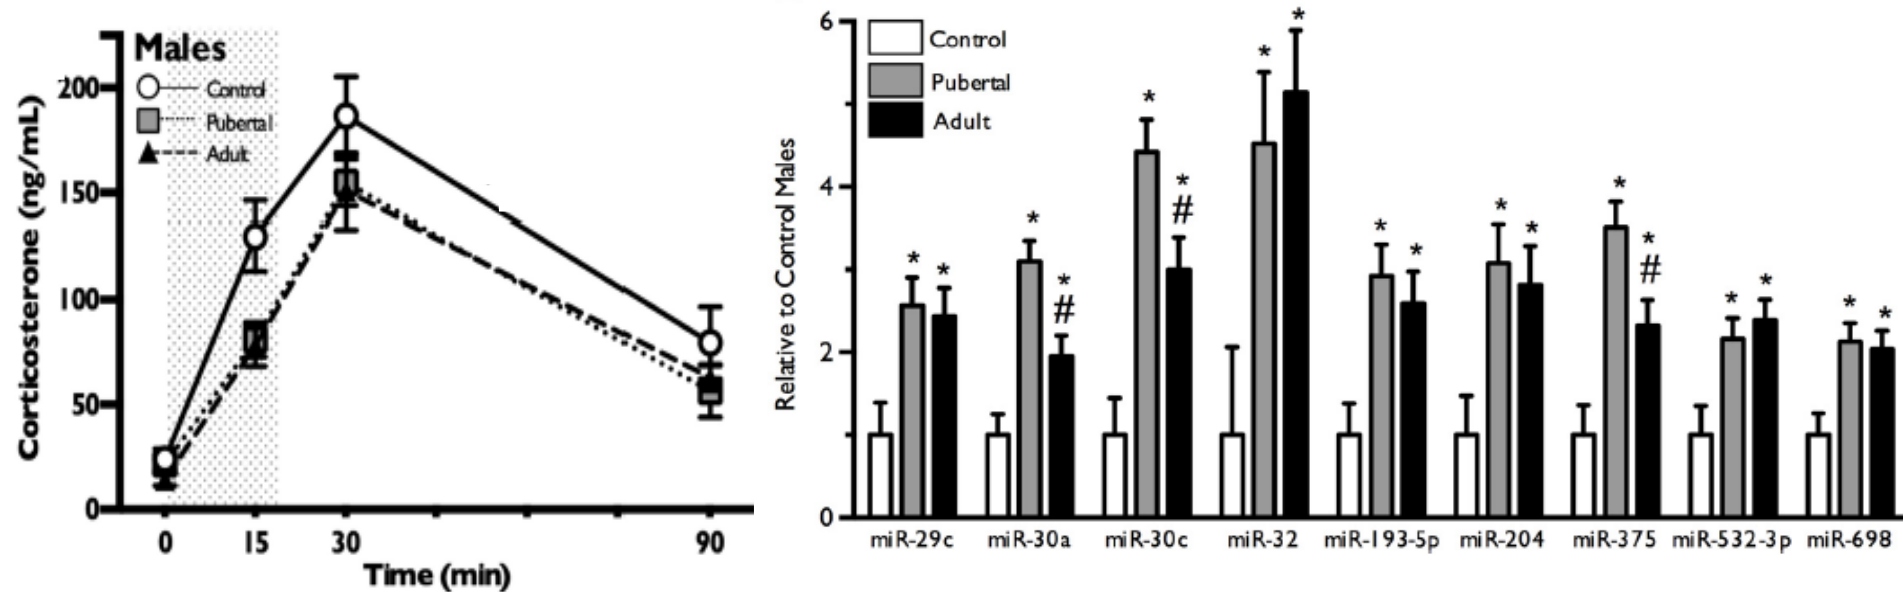 Males
Control
Pubertal
Adult
Corticosterone (ng/mL)
200
150
100
50
0
0 15 30 90
Time (min)
Control
Pubertal
Adult
Relative to Control Males
6
4
2
0
* * * * * * * * * * * * * * * * * *
# # #
miR-29c miR-30a miR-30c miR-32 miR-193-5p miR-204 miR-375 miR-532-3p miR-698